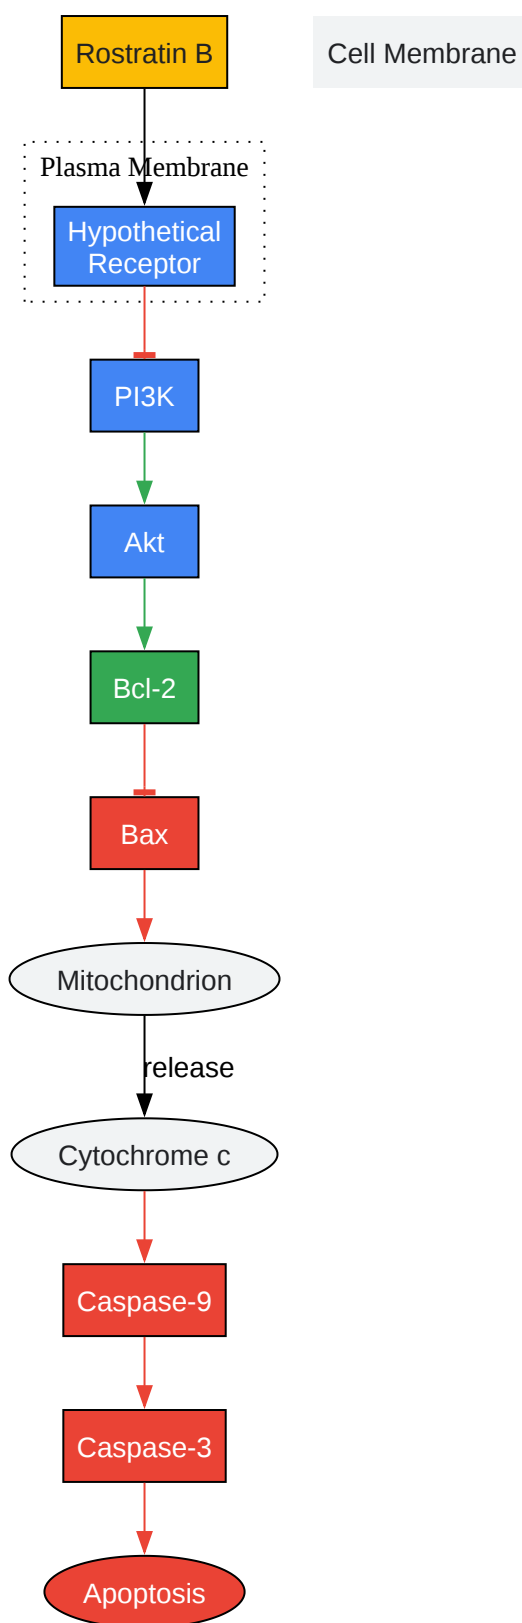 Rostratin B
Cell Membrane
Plasma Membrane
Hypothetical
Receptor
PI3K
Akt
Bcl-2
Bax
Mitochondrion
release
Cytochrome c
Caspase-9
Caspase-3
Apoptosis